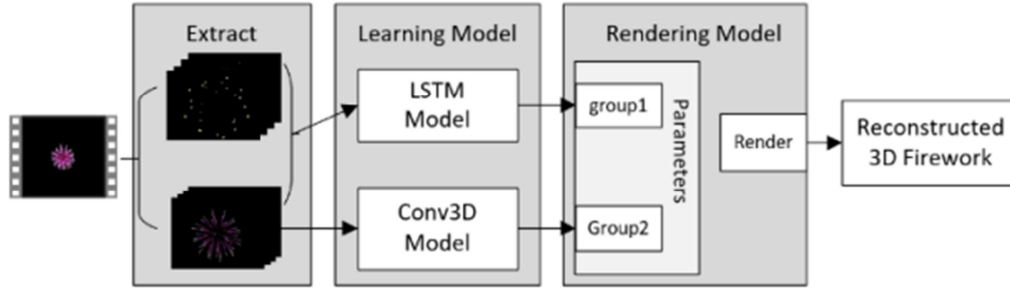 Extract
Learning Model
LSTM
Model
Conv3D
Model
Rendering Model
group1
Group2
Parameters
Render
Reconstructed
3D Firework